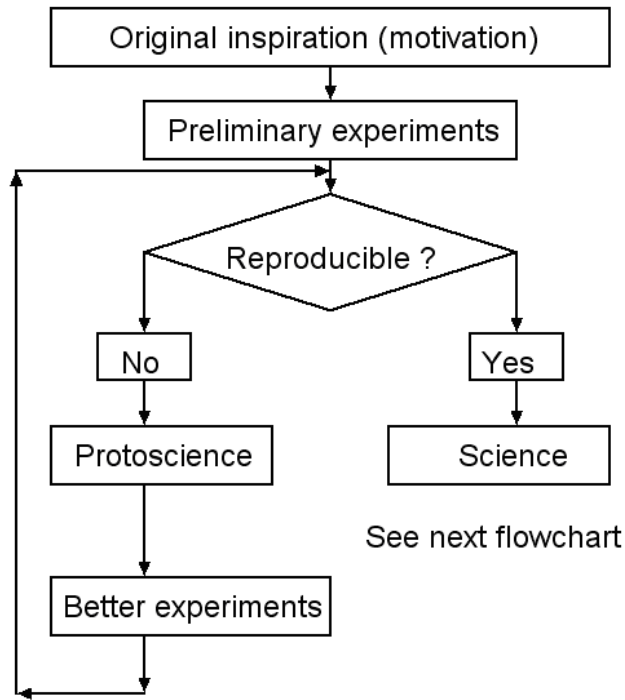 Original inspiration (motivation)
Preliminary experiments
Reproducible ?
No
Yes
Protoscience
Science
See next flowchart
Better experiments